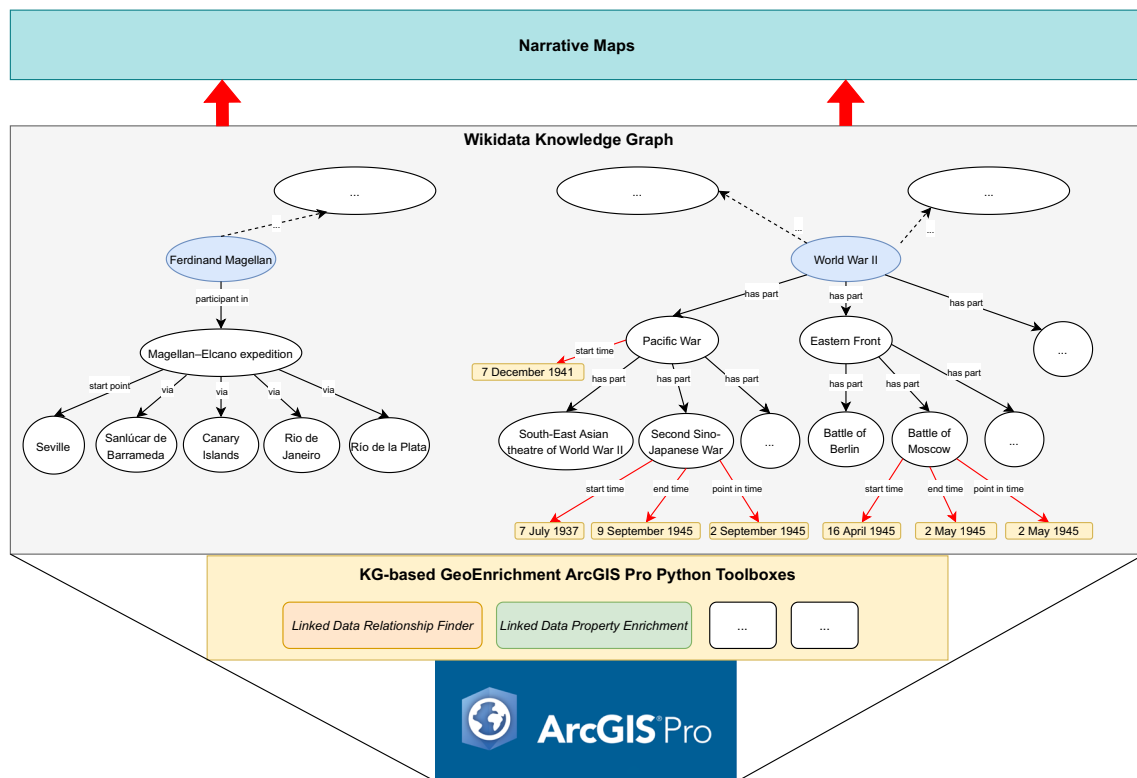 Narrative Maps
Wikidata Knowledge Graph
...
...
...
...
...
...
Ferdinand Magellan
World War II
participant in
has part
has part
has part
Magellan–Elcano expedition
Pacific War
Eastern Front
...
start time
7 December 1941
start point
via
via
via
via
has part
has part
has part
has part
has part
has part
Seville
Sanlúcar de
Barrameda
Canary
Islands
Rio de
Janeiro
Río de la Plata
South-East Asian
theatre of World War II
Second Sino-
Japanese War
...
Battle of
Berlin
Battle of
Moscow
...
start time
end time
point in time
start time
end time
point in time
7 July 1937
9 September 1945
2 September 1945
16 April 1945
2 May 1945
2 May 1945
KG-based GeoEnrichment ArcGIS Pro Python Toolboxes
Linked Data Relationship Finder
Linked Data Property Enrichment
...
...
ArcGIS® Pro